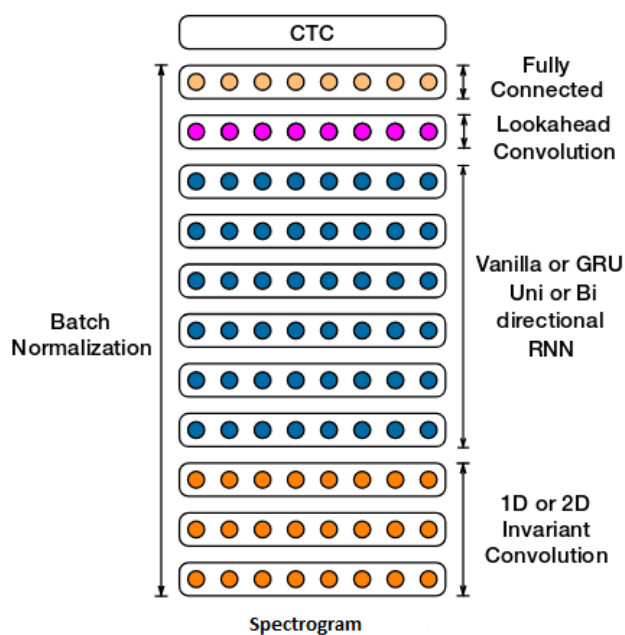 CTC
Fully
Connected
Lookahead
Convolution
Vanilla or GRU
Uni or Bi
directional
RNN
Batch
Normalization
1D or 2D
Invariant
Convolution
Spectrogram